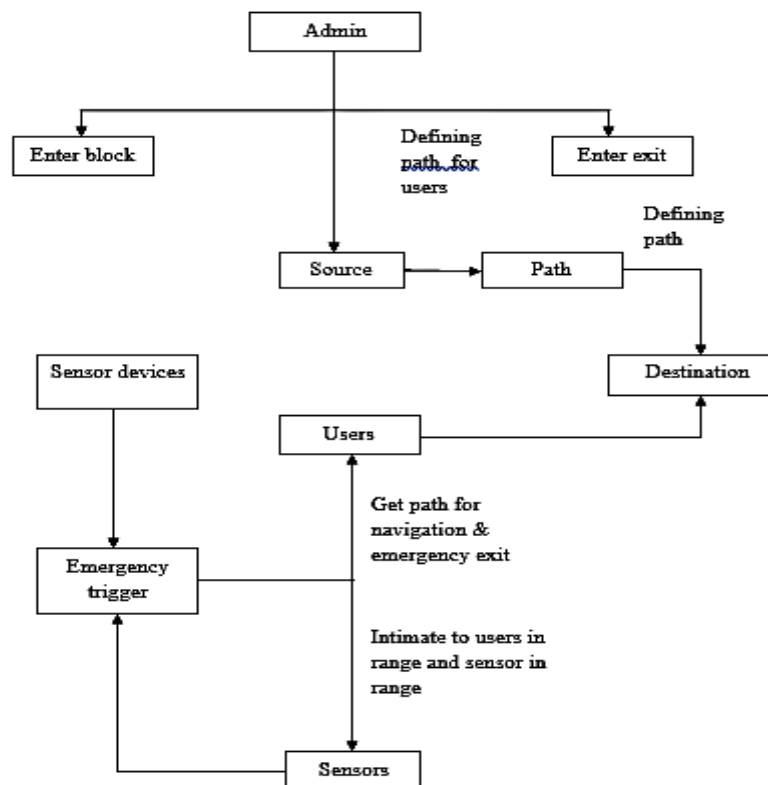 Admin
Enter block
Defining
path for
users
Enter exit
Defining
path
Source
Path
Sensor devices
Destination
Users
Get path for
navigation &
emergency exit
Emergency
trigger
Intimate to users in
range and sensor in
range
Sensors